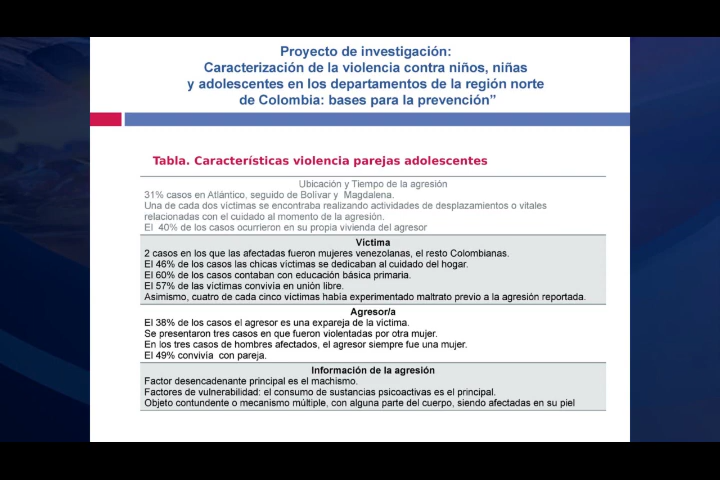 Proyecto de investigación:
Caracterización de la violencia contra niños, niñas
y adolescentes en los departamentos de la región norte
de Colombia: bases para la prevención”
Tabla. Características violencia parejas adolescentes
Ubicación y Tiempo de la agresión
31% casos en Atlántico, seguido de Bolívar y Magdalena.
Una de cada dos víctimas se encontraba realizando actividades de desplazamientos o vitales
relacionadas con el cuidado al momento de la agresión.
El 40% de los casos ocurrieron en su propia vivienda del agresor
Víctima
2 casos en los que las afectadas fueron mujeres venezolanas, el resto Colombianas.
El 46% de los casos las chicas víctimas se dedicaban al cuidado del hogar.
El 60% de los casos contaban con educación básica primaria.
El 57% de las víctimas convivía en unión libre.
Asimismo, cuatro de cada cinco víctimas había experimentado maltrato previo a la agresión reportada.
Agresor/a
El 38% de los casos el agresor es una expareja de la víctima.
Se presentaron tres casos en que fueron violentadas por otra mujer.
En los tres casos de hombres afectados, el agresor siempre fue una mujer.
El 49% convivía con pareja.
Información de la agresión
Factor desencadenante principal es el machismo.
Factores de vulnerabilidad: el consumo de sustancias psicoactivas es el principal.
Objeto contundente o mecanismo múltiple, con alguna parte del cuerpo, siendo afectadas en su piel